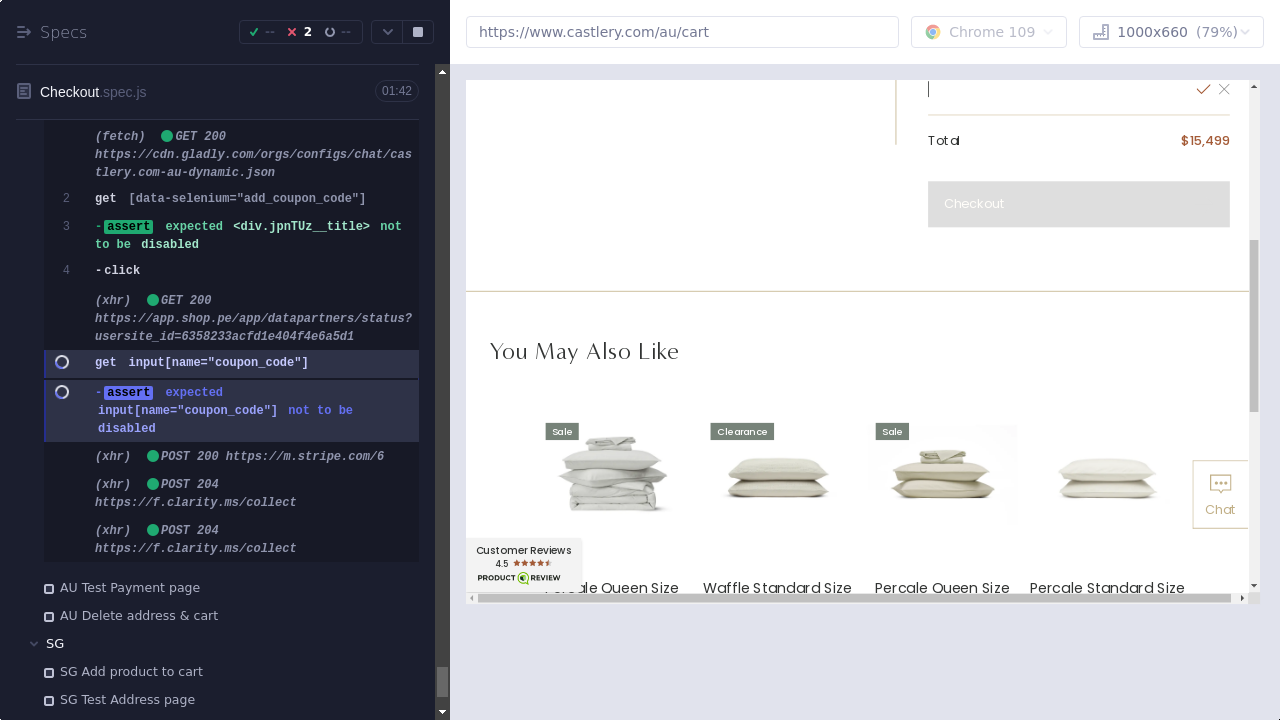 Specs
--
2
--
https://www.castlery.com/au/cart
Chrome 109
1000x660 (79%)
Checkout.spec.js
01:42
(fetch) GET 200
https://cdn.gladly.com/orgs/configs/chat/cas
tlery.com-au-dynamic.json
2 get [data-selenium="add_coupon_code"]
3 -assert expected <div.jpnTUz__title> not
to be disabled
4 -click
(xhr) GET 200
https://app.shop.pe/app/datapartners/status?
usersite_id=6358233acfd1e404f4e6a5d1
get input[name="coupon_code"]
-assert expected
input[name="coupon_code"] not to be
disabled
(xhr) POST 200 https://m.stripe.com/6
(xhr) POST 204
https://f.clarity.ms/collect
(xhr) POST 204
https://f.clarity.ms/collect
AU Test Payment page
AU Delete address & cart
SG
SG Add product to cart
SG Test Address page
Total
$15,499
Checkout
You May Also Like
Sale
Clearance
Sale
Chat
Customer Reviews
4.5
PRODUCT REVIEW
Percale Queen Size
Waffle Standard Size
Percale Queen Size
Percale Standard Size